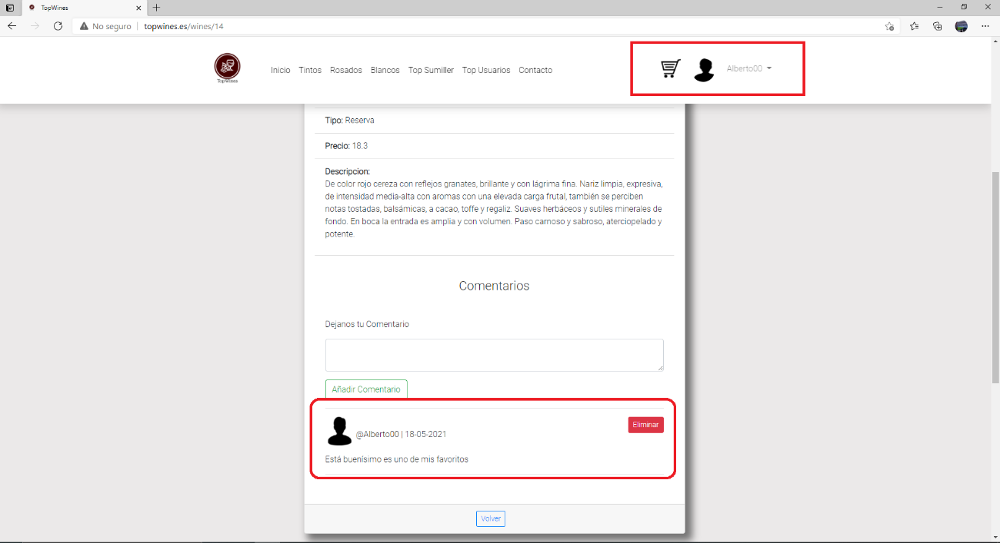 TopWines
No seguro | topwines.es/wines/14
TopWines
Inicio Tintos Rosados Blancos Top Sumiller Top Usuarios Contacto
Alberto00
Tipo: Reserva
Precio: 18.3
Descripcion:
De color rojo cereza con reflejos granates, brillante y con lágrima fina. Nariz limpia, expresiva,
de intensidad media-alta con aromas con una elevada carga frutal, también se perciben
notas tostadas, balsámicas, a cacao, toffe y regaliz. Suaves herbáceos y sutiles minerales de
fondo. En boca la entrada es amplia y con volumen. Paso carnoso y sabroso, aterciopelado y
potente.
Comentarios
Dejanos tu Comentario
Añadir Comentario
@Alberto00 | 18-05-2021
Eliminar
Está buenísimo es uno de mis favoritos
Volver